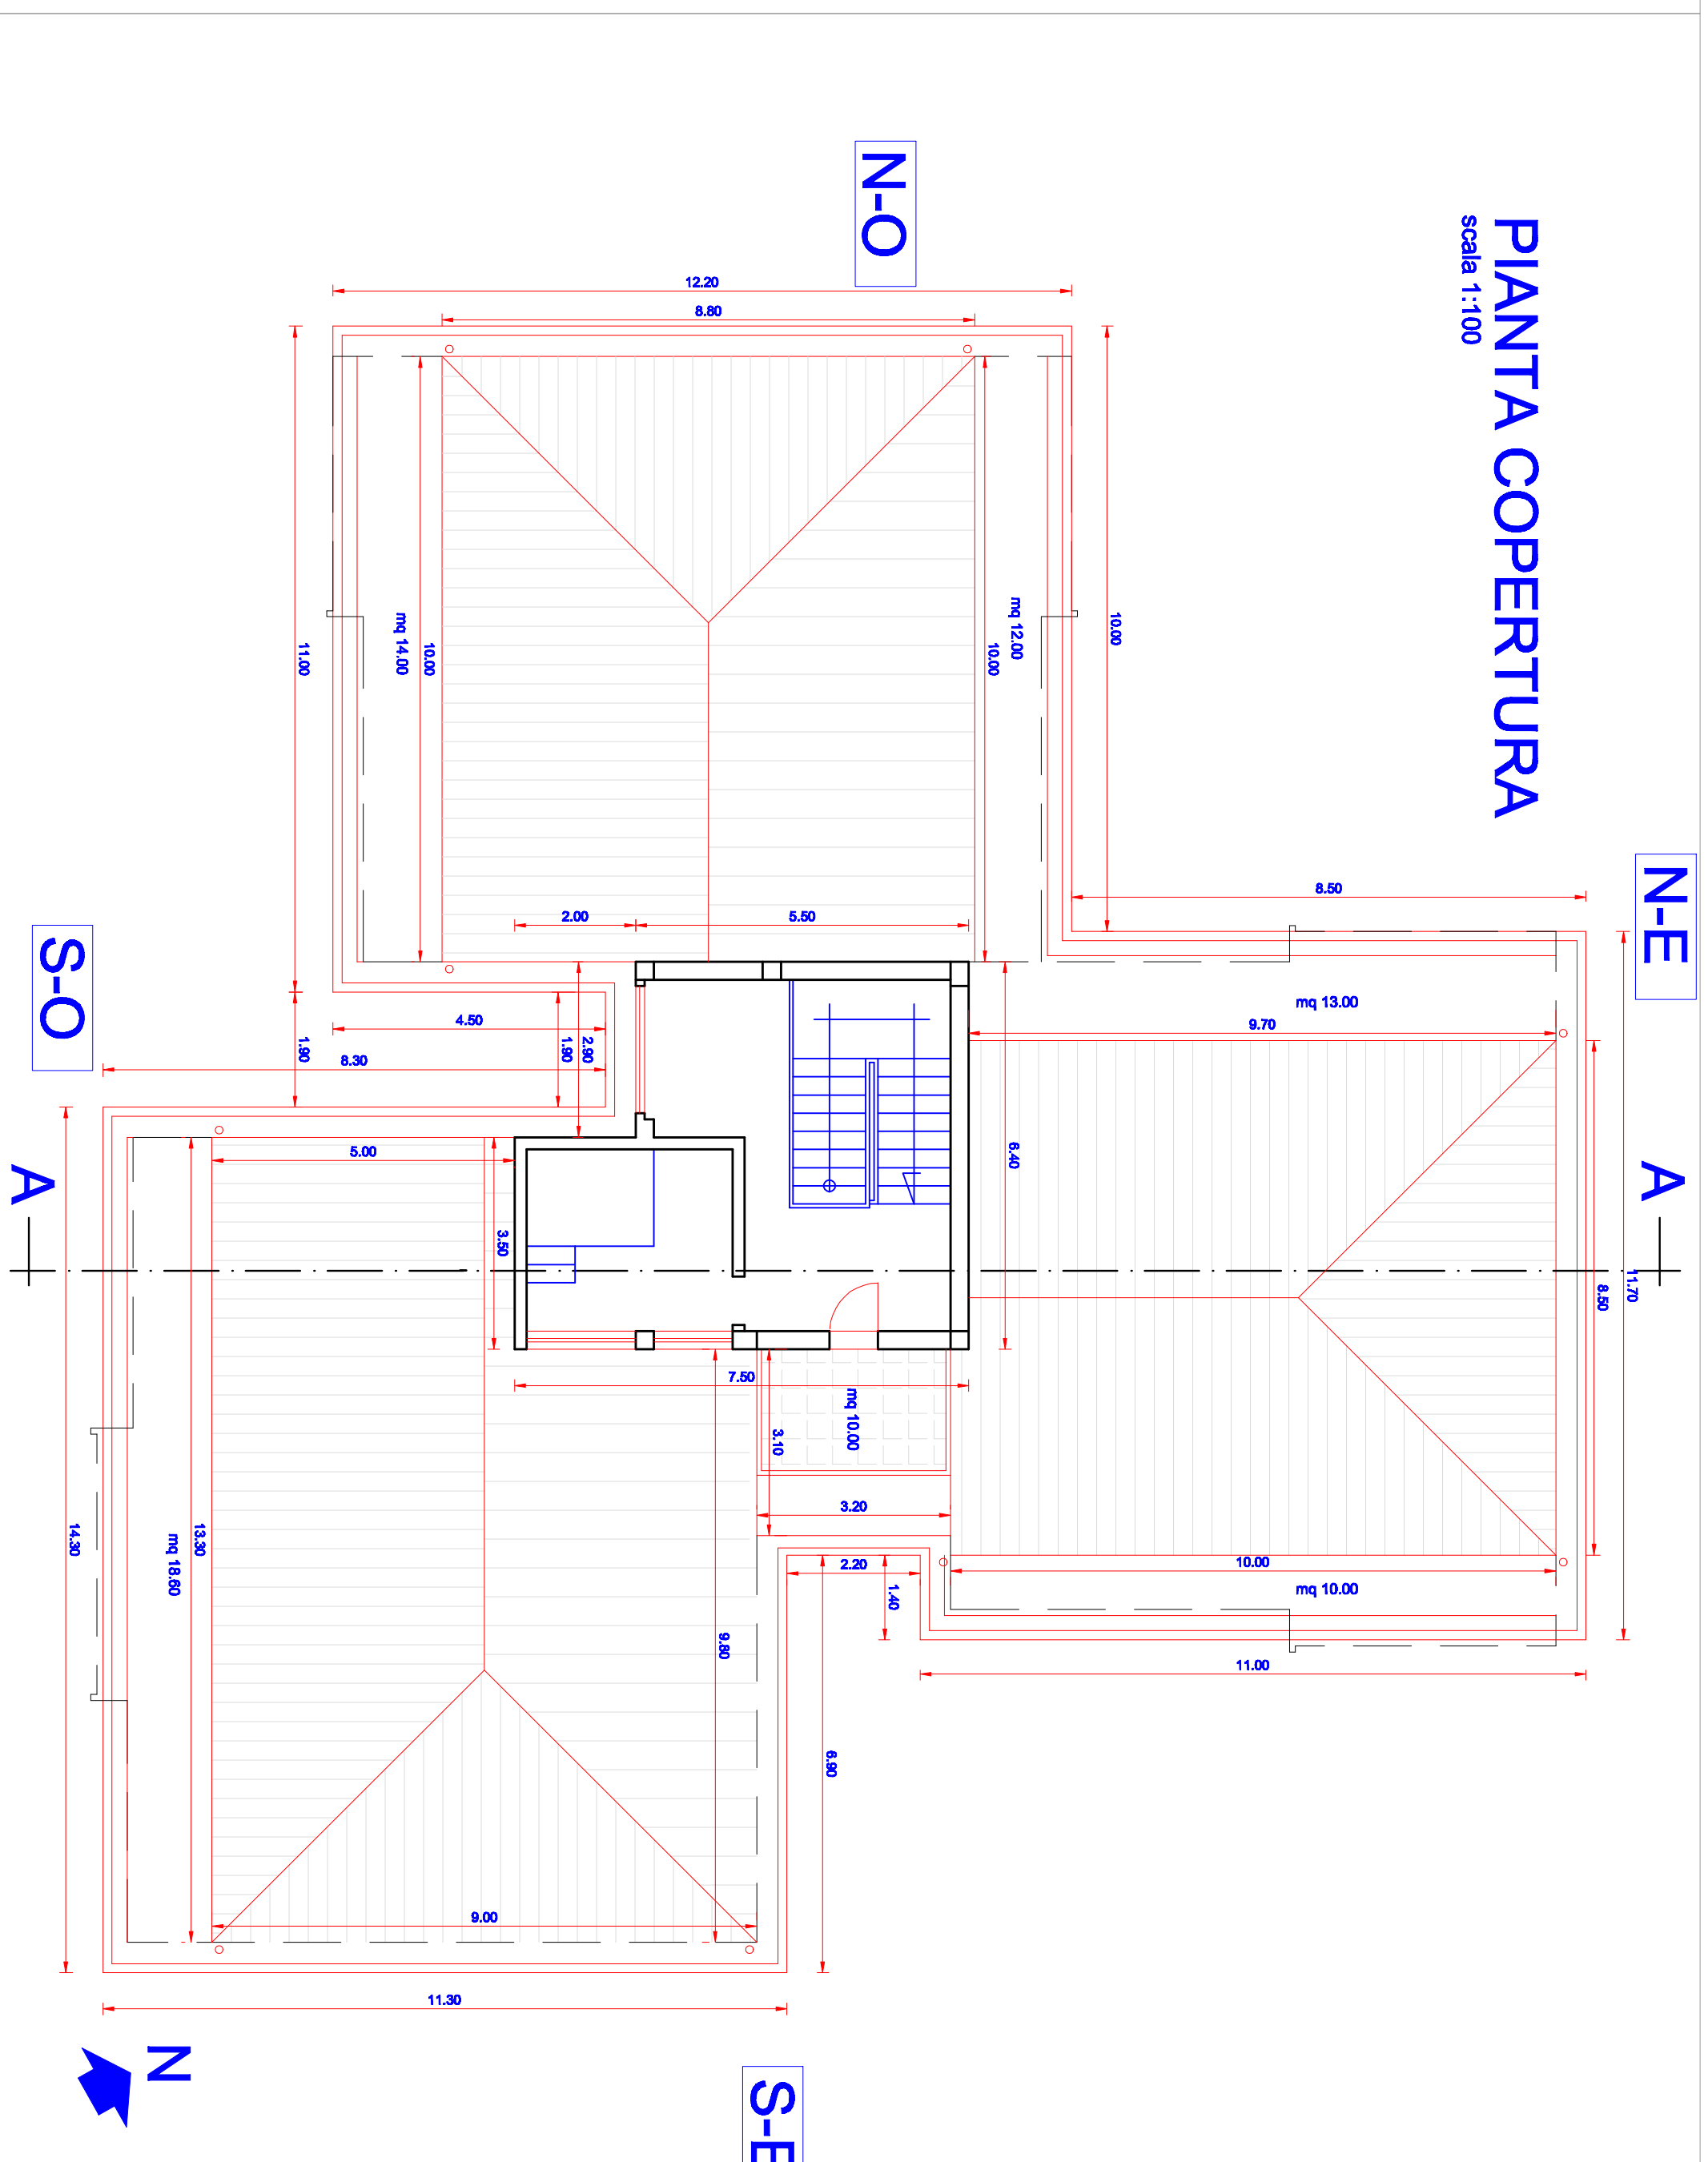 PIANTA COPERTURA
scala 1:100
N-O
N-E
S-O
S-E
A
A
N
12.20
8.80
10.00
11.00
10.00
mq 14.00
mq 12.00
10.00
8.50
2.00
5.50
mq 13.00
9.70
4.50
8.30
1.90
1.90
2.90
5.00
3.50
6.40
11.70
8.50
7.50
mq 10.00
3.10
3.20
2.20
1.40
10.00
mq 10.00
11.00
14.30
13.30
mq 18.60
9.80
6.90
9.00
11.30